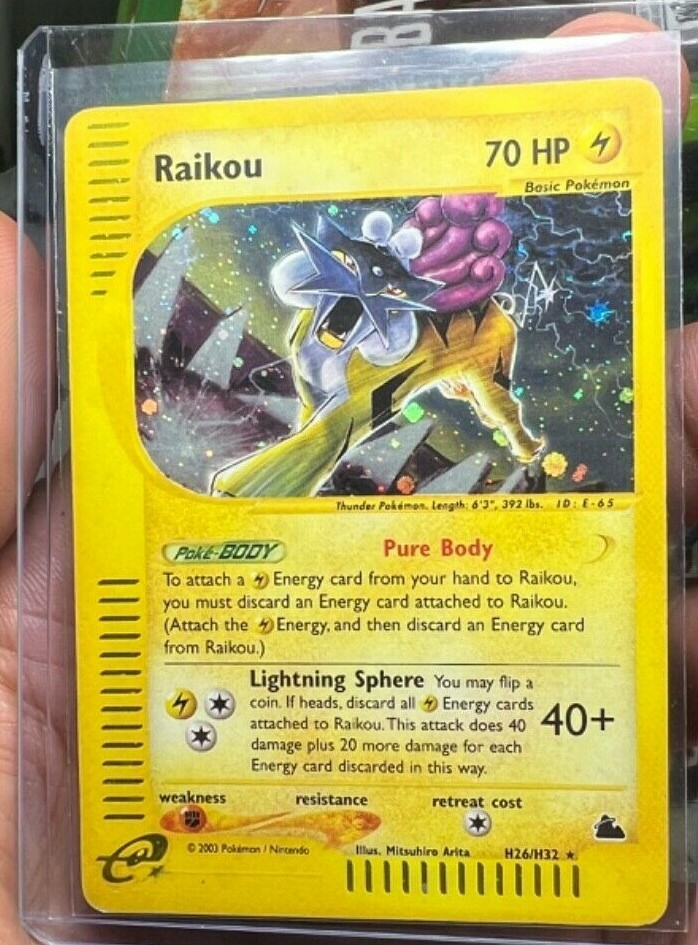 Raikou
70 HP
Basic Pokémon
Thunder Pokémon. Length: 6'3", 392 lbs. ID: E-65
Poké-BODY Pure Body
To attach a Energy card from your hand to Raikou,
you must discard an Energy card attached to Raikou.
(Attach the Energy, and then discard an Energy card
from Raikou.)
Lightning Sphere You may flip a
coin. If heads, discard all Energy cards
attached to Raikou. This attack does 40
damage plus 20 more damage for each
Energy card discarded in this way.
40+
weakness resistance retreat cost
© 2003 Pokémon / Nintendo Illus. Mitsuhiro Arita H26/H32 ★
e